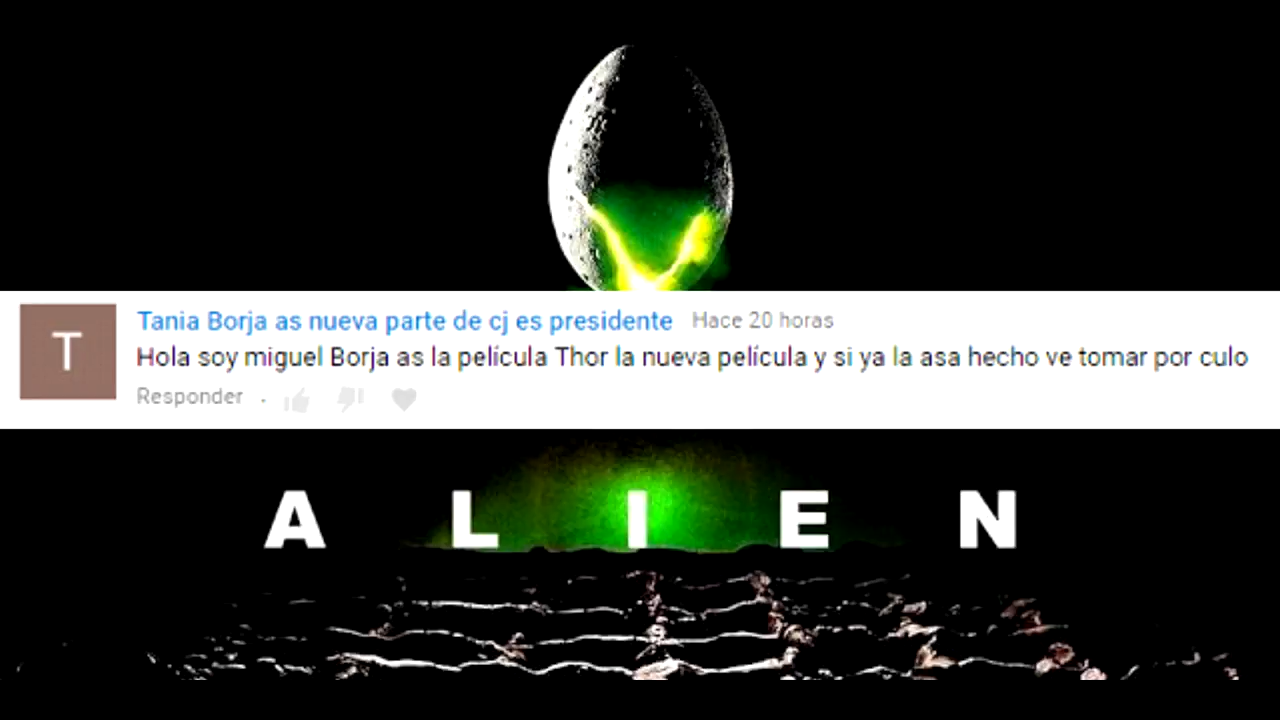 T
Tania Borja as nueva parte de cj es presidente Hace 20 horas
Hola soy miguel Borja as la película Thor la nueva película y si ya la asa hecho ve tomar por culo
Responder
A L I E N